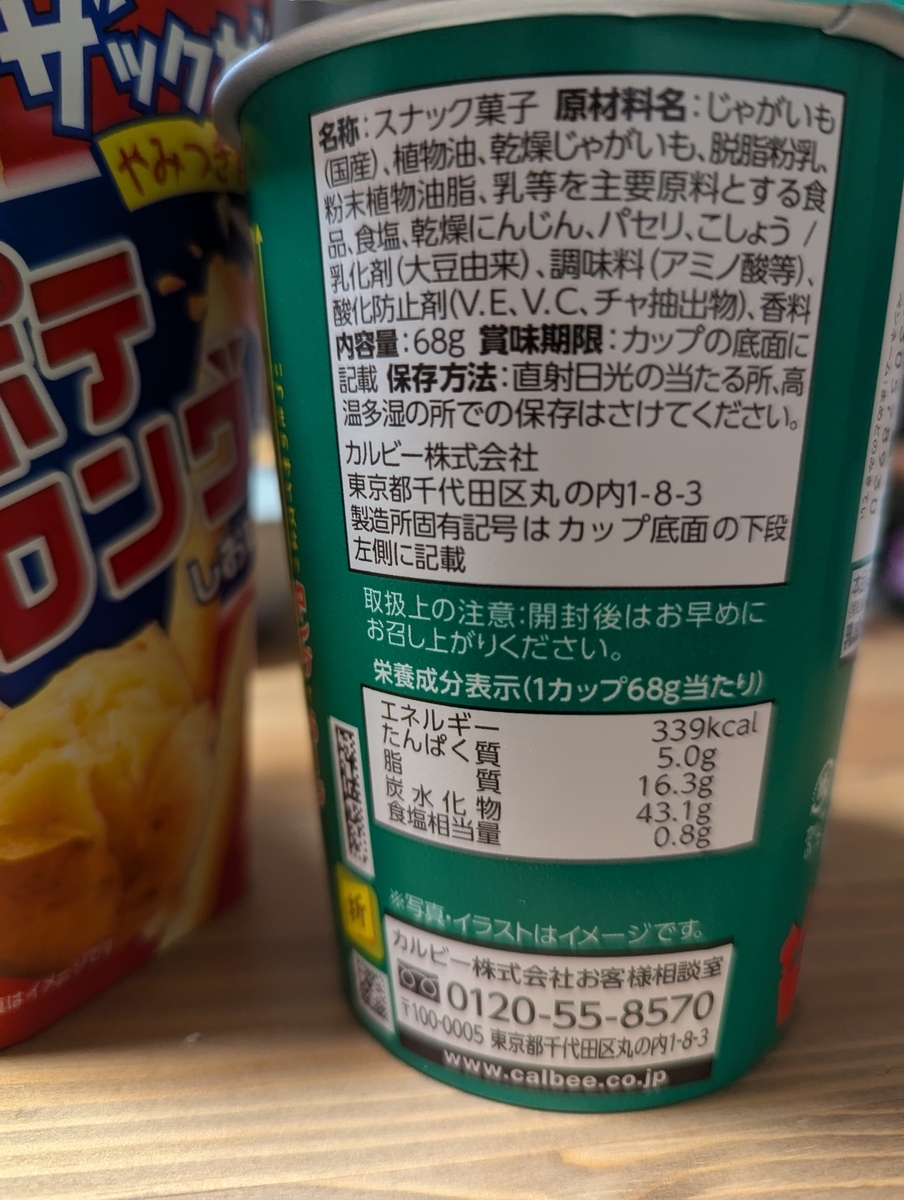 ザックザ
やみつき
ポテ
ロング
しお
名称：スナック菓子 原材料名：じゃがいも
(国産)、植物油、乾燥じゃがいも、脱脂粉乳、
粉末植物油脂、乳等を主要原料とする食
品、食塩、乾燥にんじん、パセリ、こしょう /
乳化剤(大豆由来)、調味料(アミノ酸等)、
酸化防止剤(V.E、V.C、チャ抽出物)、香料
内容量：68g 賞味期限：カップの底面に
記載 保存方法：直射日光の当たる所、高
温多湿の所での保存はさけてください。
カルビー株式会社
東京都千代田区丸の内1-8-3
製造所固有記号はカップ底面の下段
左側に記載
取扱上の注意：開封後はお早めに
お召し上がりください。
栄養成分表示(1カップ68g当たり)
エネルギー 339kcal
たんぱく質 5.0g
脂質 16.3g
炭水化物 43.1g
食塩相当量 0.8g
折
※写真・イラストはイメージです。
カルビー株式会社お客様相談室
0120-55-8570
〒100-0005 東京都千代田区丸の内1-8-3
www.calbee.co.jp
はイメージです